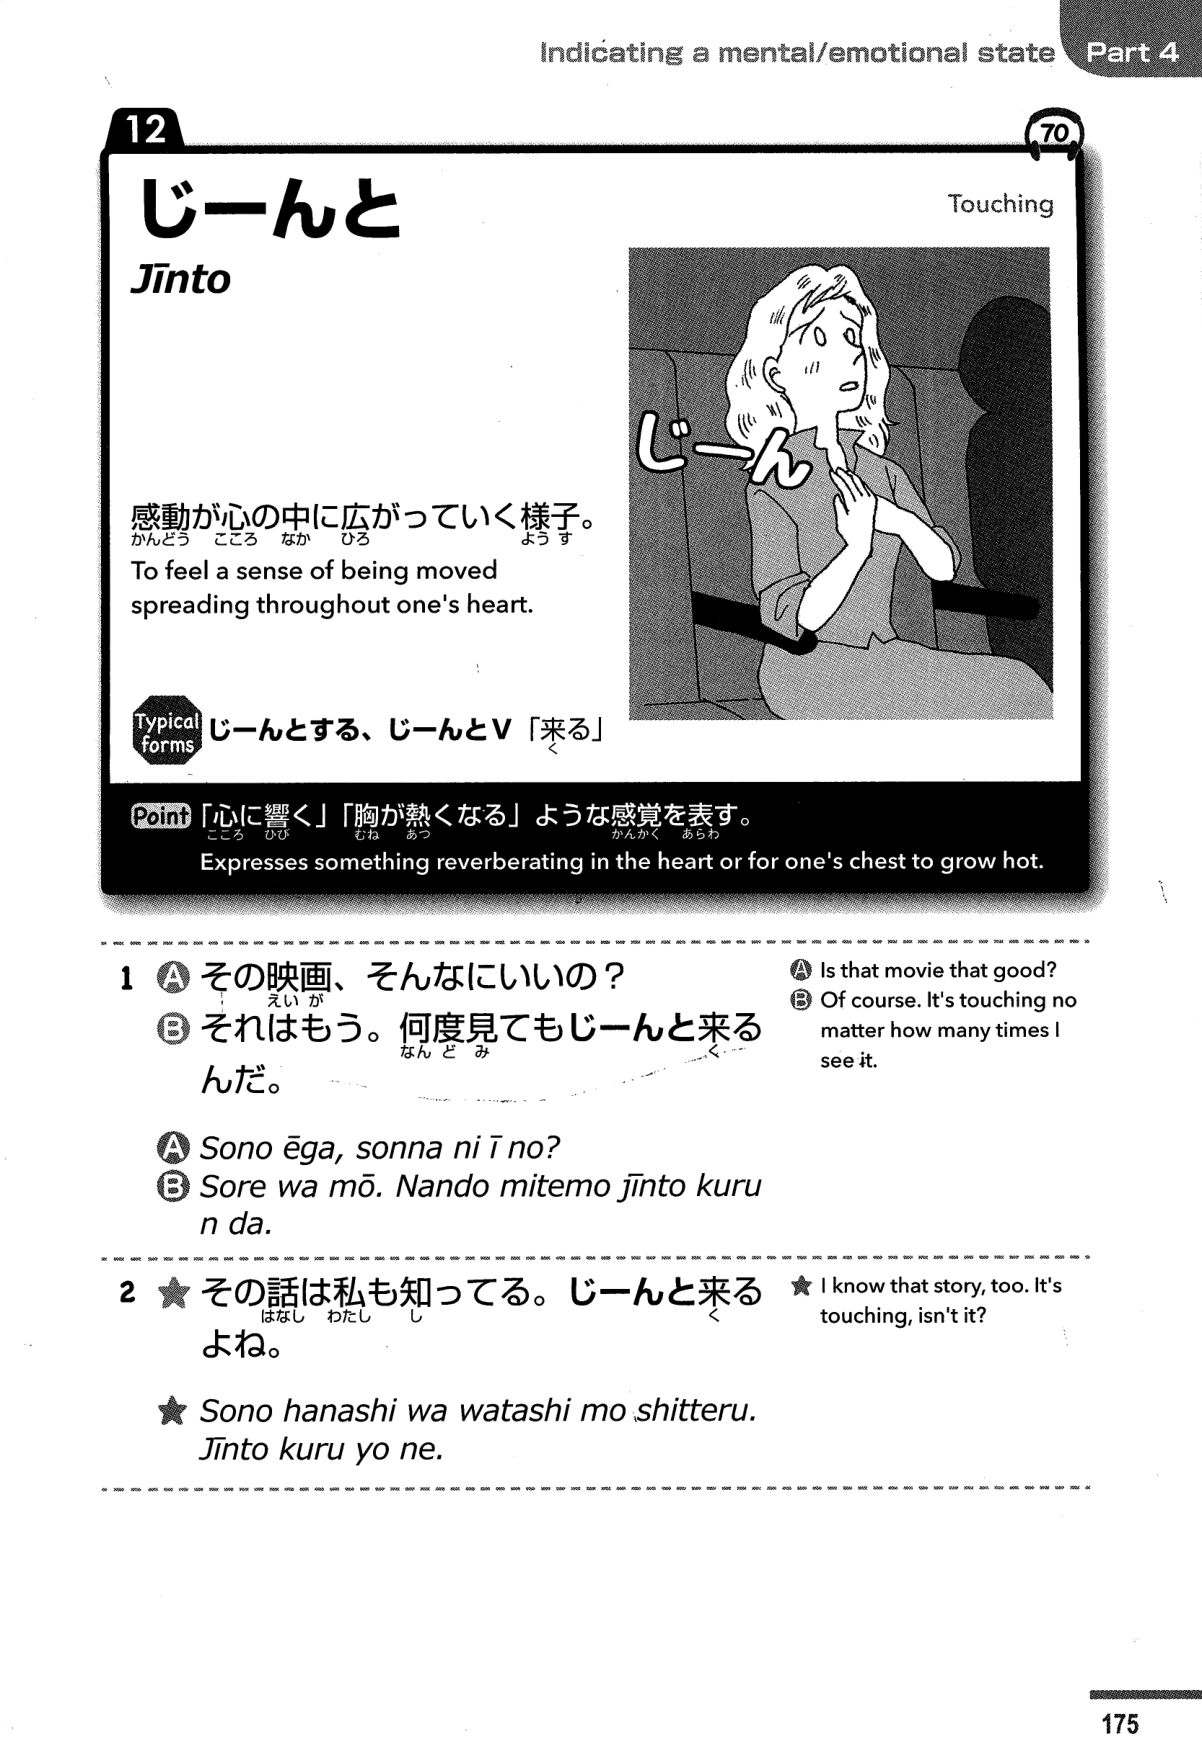 Indicating a mental/emotional state Part 4
12
70
じーんと
Touching
Jīnto
じーん
感動が心の中に広がっていく様子。
かんどう こころ なか ひろ ようす
To feel a sense of being moved
spreading throughout one's heart.
Typical
forms
じーんとする、じーんとV「来る」
く
Point 「心に響く」「胸が熱くなる」ような感覚を表す。
こころ ひび むね あつ かんかく あらわ
Expresses something reverberating in the heart or for one's chest to grow hot.
1 A その映画、そんなにいいの？
えいが
B それはもう。何度見てもじーんと来る
なんど み く
んだ。
A Is that movie that good?
B Of course. It's touching no
matter how many times I
see it.
A Sono ēga, sonna ni ī no?
B Sore wa mō. Nando mitemo jīnto kuru
n da.
2 ★ その話は私も知ってる。じーんと来る
はなし わたし し く
よね。
★ I know that story, too. It's
touching, isn't it?
★ Sono hanashi wa watashi mo shitteru.
Jīnto kuru yo ne.
175